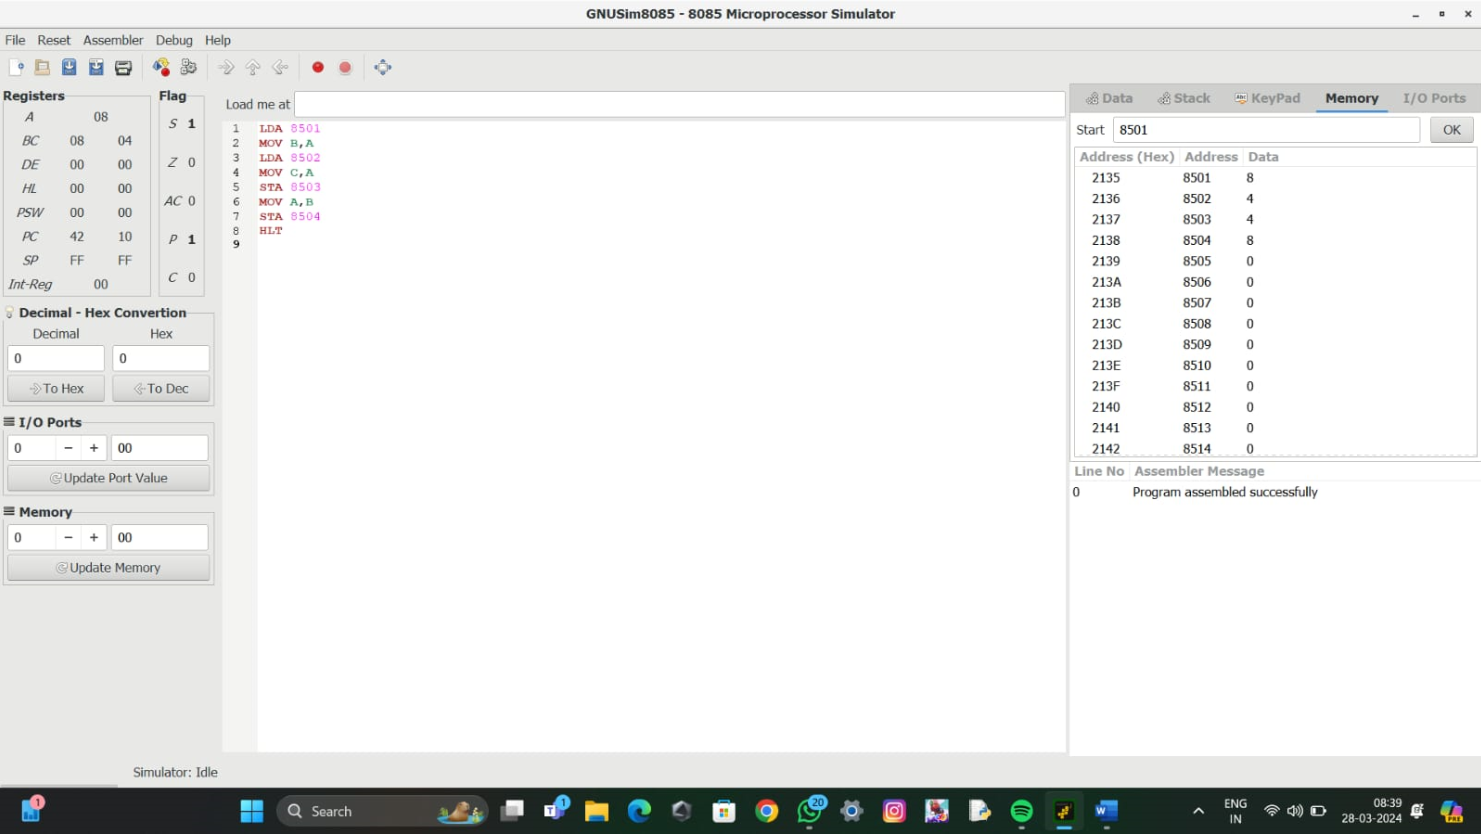 GNUSim8085 - 8085 Microprocessor Simulator
File Reset Assembler Debug Help
Registers
A 08
BC 08 04
DE 00 00
HL 00 00
PSW 00 00
PC 42 10
SP FF FF
Int-Reg 00
Flag
S 1
Z 0
AC 0
P 1
C 0
Decimal - Hex Convertion
Decimal Hex
0 0
To Hex To Dec
I/O Ports
0 − + 00
Update Port Value
Memory
0 − + 00
Update Memory
Load me at
1 LDA 8501
2 MOV B,A
3 LDA 8502
4 MOV C,A
5 STA 8503
6 MOV A,B
7 STA 8504
8 HLT
9
Data Stack KeyPad Memory I/O Ports
Start 8501 OK
Address (Hex) Address Data
2135 8501 8
2136 8502 4
2137 8503 4
2138 8504 8
2139 8505 0
213A 8506 0
213B 8507 0
213C 8508 0
213D 8509 0
213E 8510 0
213F 8511 0
2140 8512 0
2141 8513 0
2142 8514 0
Line No Assembler Message
0 Program assembled successfully
Simulator: Idle
1
Search
1
20
ENG
IN
08:39
28-03-2024